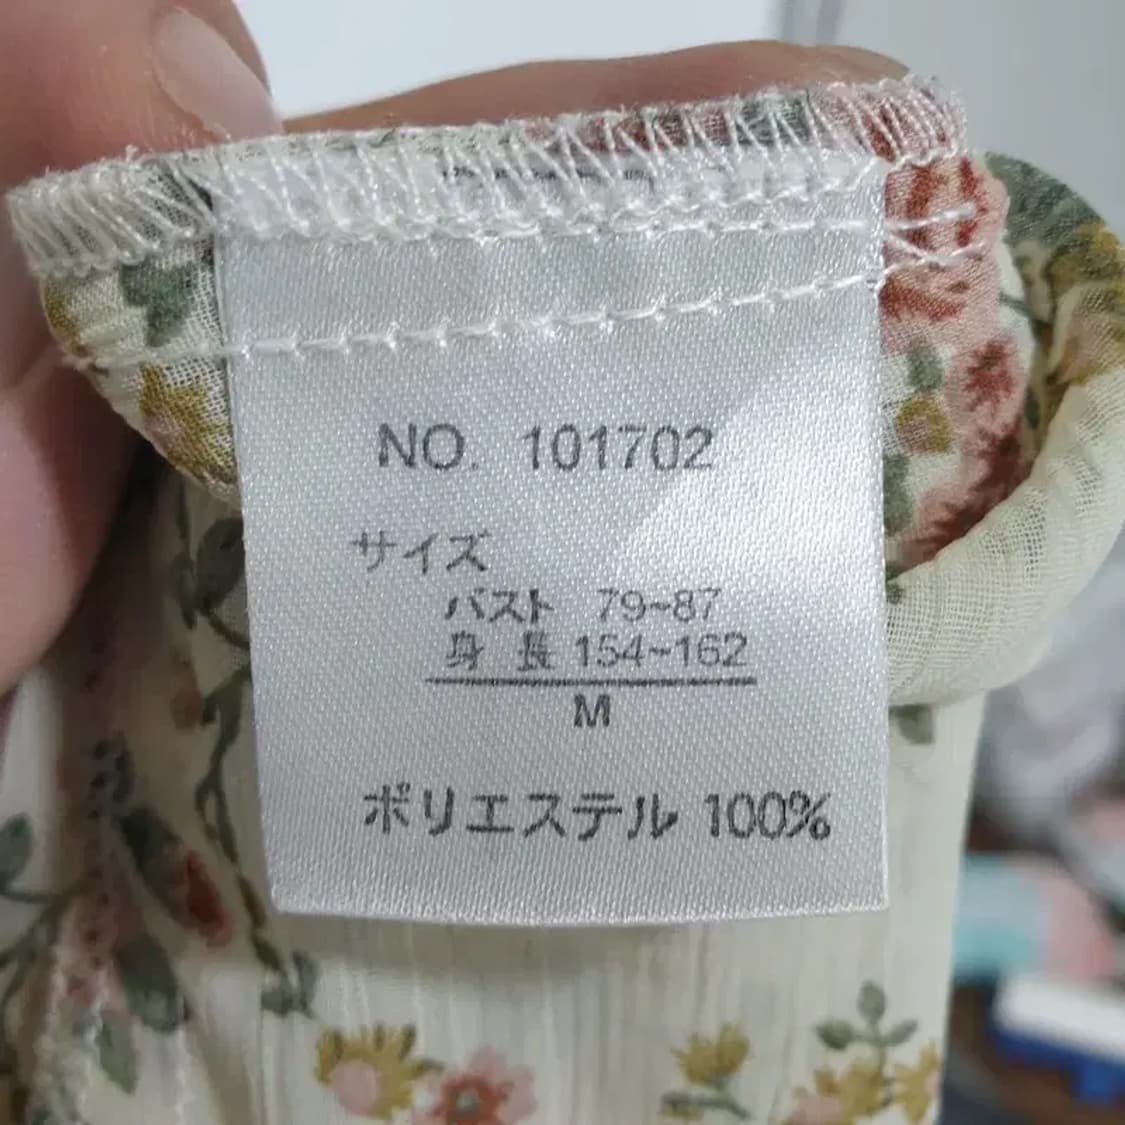 NO. 101702
サイズ
バスト 79~87
身 長 154~162
M
ポリエステル 100%